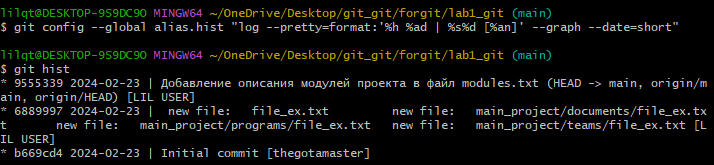 lilqt@DESKTOP-9S9DC9O MINGW64 ~/OneDrive/Desktop/git_git/forgit/lab1_git (main)
$ git config --global alias.hist "log --pretty=format:'%h %ad | %s%d [%an]' --graph --date=short"
lilqt@DESKTOP-9S9DC9O MINGW64 ~/OneDrive/Desktop/git_git/forgit/lab1_git (main)
$ git hist
* 9555339 2024-02-23 | Добавление описания модулей проекта в файл modules.txt (HEAD -> main, origin/m
ain, origin/HEAD) [LIL USER]
* 6889997 2024-02-23 |  new file:   file_ex.txt         new file:   main_project/documents/file_ex.tx
t       new file:   main_project/programs/file_ex.txt   new file:   main_project/teams/file_ex.txt [L
IL USER]
* b669cd4 2024-02-23 | Initial commit [thegotamaster]